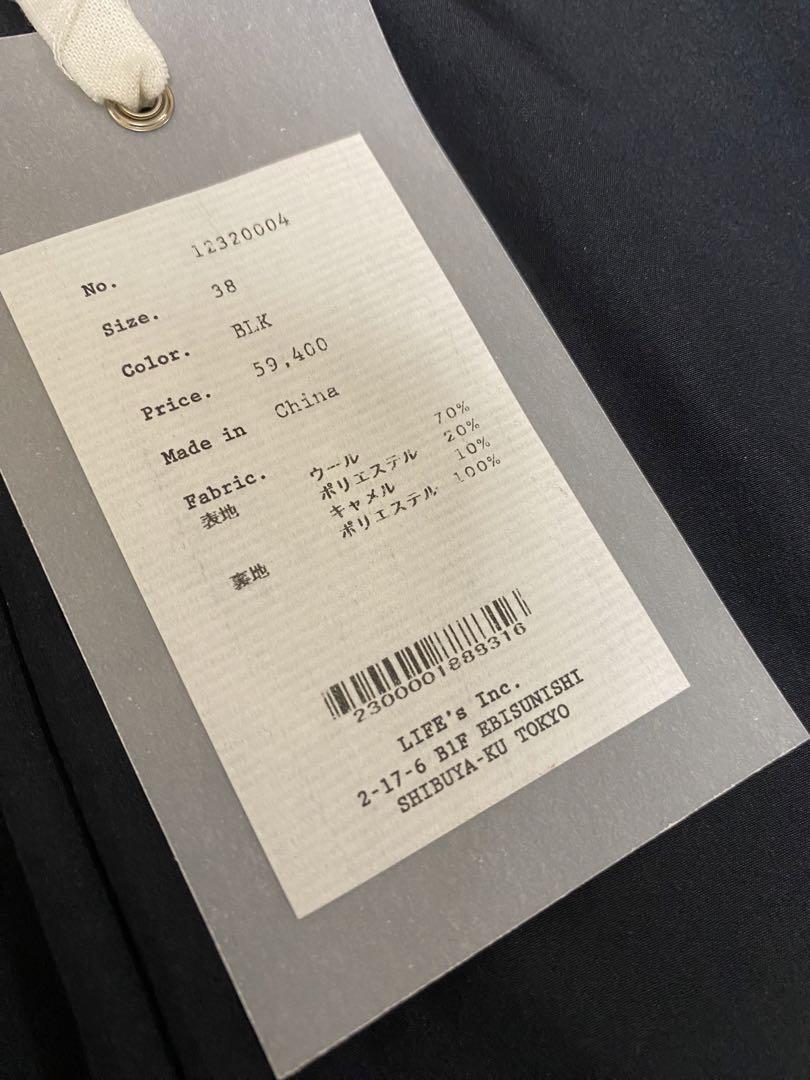 No. 12320004
Size. 38
Color. BLK
Price. 59,400
Made in China
Fabric.
表地 ウール 70%
ポリエステル 20%
キャメル 10%
裏地 ポリエステル 100%
2300001888316
LIFE's Inc.
2-17-6 B1F EBISUNISHI
SHIBUYA-KU TOKYO